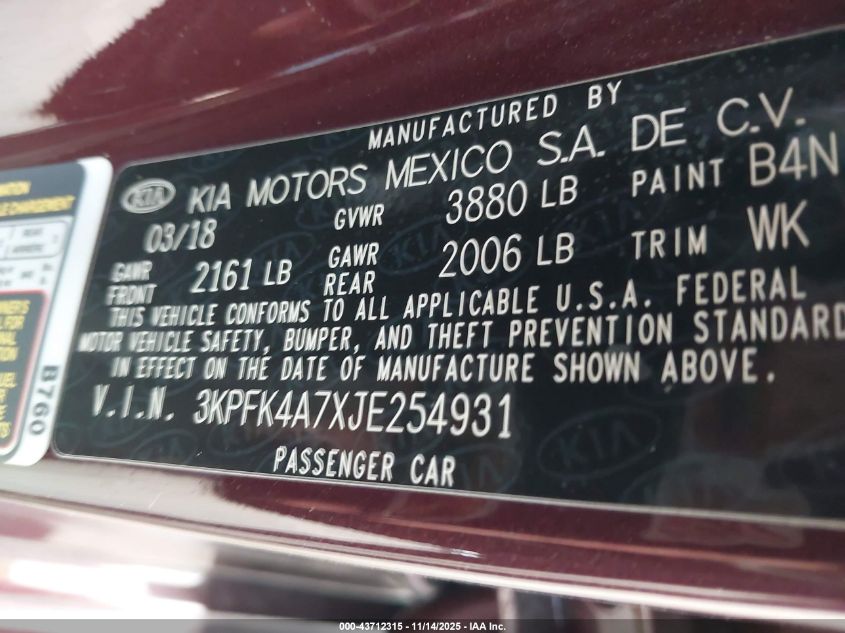 MANUFACTURED BY
KIA KIA MOTORS MEXICO S.A. DE C.V.
03/18 GVWR 3880 LB PAINT B4N
GAWR FRONT 2161 LB GAWR REAR 2006 LB TRIM WK
THIS VEHICLE CONFORMS TO ALL APPLICABLE U.S.A. FEDERAL
MOTOR VEHICLE SAFETY, BUMPER, AND THEFT PREVENTION STANDARD
IN EFFECT ON THE DATE OF MANUFACTURE SHOWN ABOVE.
V.I.N. 3KPFK4A7XJE254931
PASSENGER CAR
B760
000-43712315 - 11/14/2025 - IAA Inc.